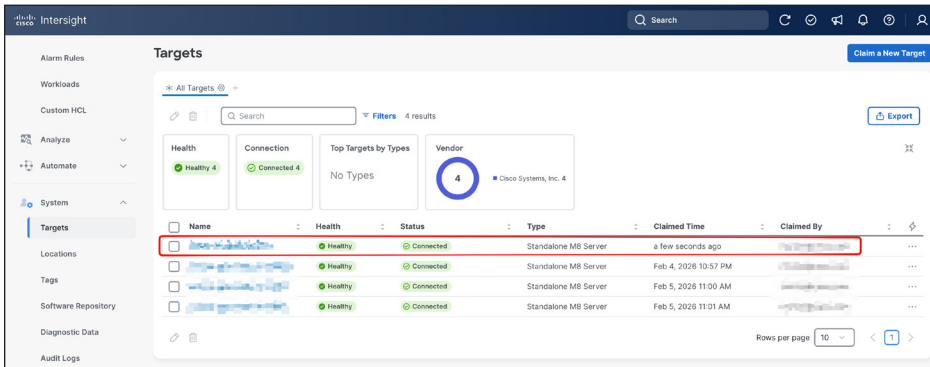 cisco Intersight
Search
Alarm Rules
Workloads
Custom HCL
Analyze
Automate
System
Targets
Locations
Tags
Software Repository
Diagnostic Data
Audit Logs
Targets
Claim a New Target
All Targets
Search
Filters 4 results
Export
Health
Healthy 4
Connection
Connected 4
Top Targets by Types
No Types
Vendor
4
Cisco Systems, Inc. 4
Name Health Status Type Claimed Time Claimed By
Healthy Connected Standalone M8 Server a few seconds ago
Healthy Connected Standalone M8 Server Feb 4, 2026 10:57 PM
Healthy Connected Standalone M8 Server Feb 5, 2026 11:00 AM
Healthy Connected Standalone M8 Server Feb 5, 2026 11:01 AM
Rows per page 10 1